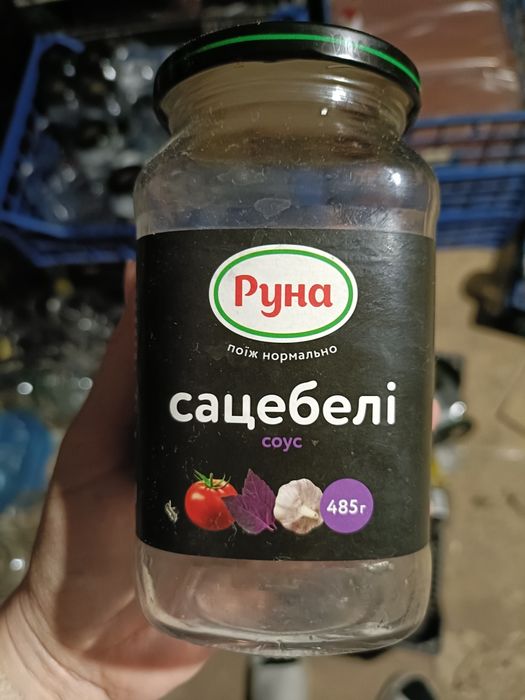 Руна
поїж нормально
сацебелі
соус
485г